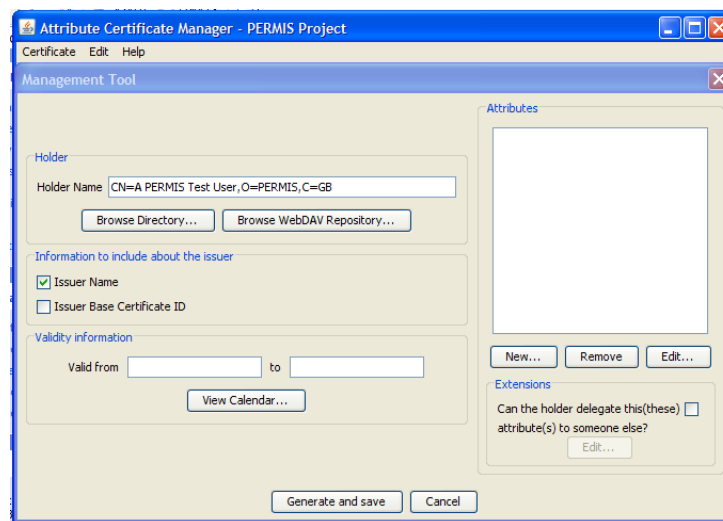 Attribute Certificate Manager - PERMIS Project
Certificate Edit Help
Management Tool
Holder
Holder Name CN=A PERMIS Test User,O=PERMIS,C=GB
Browse Directory... Browse WebDAV Repository...
Information to include about the issuer
Issuer Name
Issuer Base Certificate ID
Validity information
Valid from to
View Calendar...
Attributes
New... Remove Edit...
Extensions
Can the holder delegate this(these)
attribute(s) to someone else?
Edit...
Generate and save Cancel